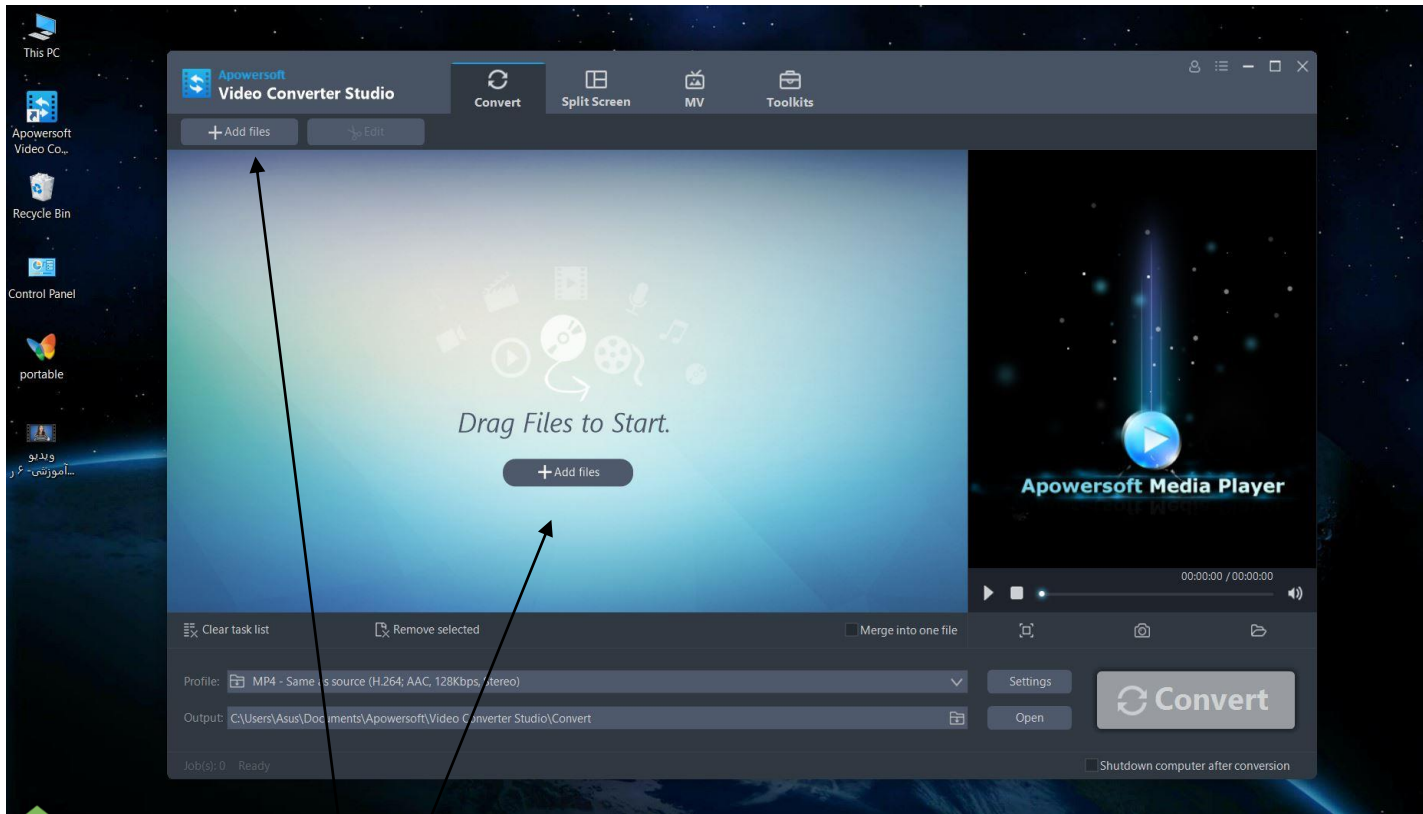 This PC
Apowersoft
Video Co...
Recycle Bin
Control Panel
portable
ویدیو
آموزشی- ۶ ر...
Apowersoft
Video Converter Studio
Convert
Split Screen
MV
Toolkits
Add files
Edit
Drag Files to Start.
Add files
Apowersoft Media Player
00:00:00 / 00:00:00
Clear task list
Remove selected
Merge into one file
Profile: MP4 - Same as source (H.264; AAC, 128Kbps, Stereo)
Settings
Output: C:\Users\Asus\Documents\Apowersoft\Video Converter Studio\Convert
Open
Convert
Job(s): 0 Ready
Shutdown computer after conversion